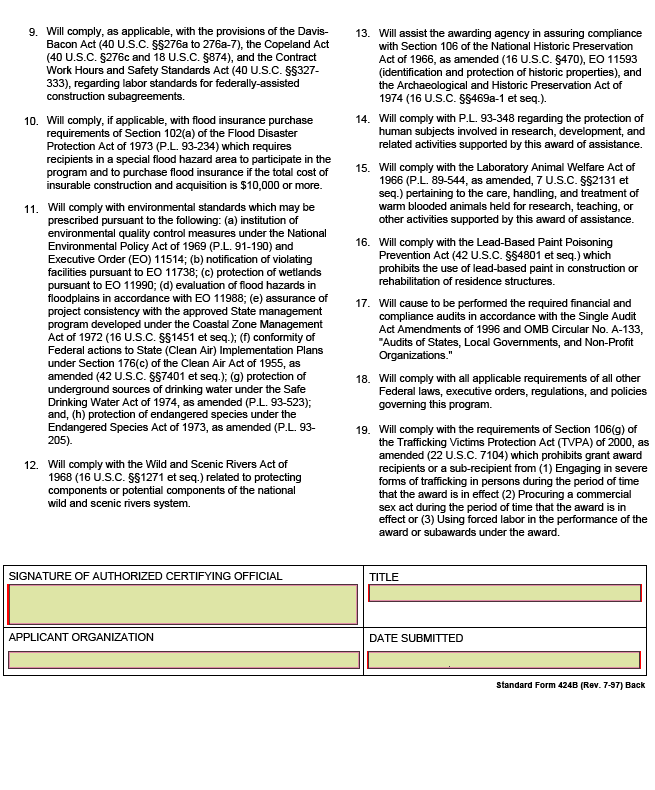 9. Will comply, as applicable, with the provisions of the Davis-
Bacon Act (40 U.S.C. §§276a to 276a-7), the Copeland Act
(40 U.S.C. §276c and 18 U.S.C. §874), and the Contract
Work Hours and Safety Standards Act (40 U.S.C. §§327-
333), regarding labor standards for federally-assisted
construction subagreements.
10. Will comply, if applicable, with flood insurance purchase
requirements of Section 102(a) of the Flood Disaster
Protection Act of 1973 (P.L. 93-234) which requires
recipients in a special flood hazard area to participate in the
program and to purchase flood insurance if the total cost of
insurable construction and acquisition is $10,000 or more.
11. Will comply with environmental standards which may be
prescribed pursuant to the following: (a) institution of
environmental quality control measures under the National
Environmental Policy Act of 1969 (P.L. 91-190) and
Executive Order (EO) 11514; (b) notification of violating
facilities pursuant to EO 11738; (c) protection of wetlands
pursuant to EO 11990; (d) evaluation of flood hazards in
floodplains in accordance with EO 11988; (e) assurance of
project consistency with the approved State management
program developed under the Coastal Zone Management
Act of 1972 (16 U.S.C. §§1451 et seq.); (f) conformity of
Federal actions to State (Clean Air) Implementation Plans
under Section 176(c) of the Clean Air Act of 1955, as
amended (42 U.S.C. §§7401 et seq.); (g) protection of
underground sources of drinking water under the Safe
Drinking Water Act of 1974, as amended (P.L. 93-523);
and, (h) protection of endangered species under the
Endangered Species Act of 1973, as amended (P.L. 93-
205).
12. Will comply with the Wild and Scenic Rivers Act of
1968 (16 U.S.C. §§1271 et seq.) related to protecting
components or potential components of the national
wild and scenic rivers system.
13. Will assist the awarding agency in assuring compliance
with Section 106 of the National Historic Preservation
Act of 1966, as amended (16 U.S.C. §470), EO 11593
(identification and protection of historic properties), and
the Archaeological and Historic Preservation Act of
1974 (16 U.S.C. §§469a-1 et seq.).
14. Will comply with P.L. 93-348 regarding the protection of
human subjects involved in research, development, and
related activities supported by this award of assistance.
15. Will comply with the Laboratory Animal Welfare Act of
1966 (P.L. 89-544, as amended, 7 U.S.C. §§2131 et
seq.) pertaining to the care, handling, and treatment of
warm blooded animals held for research, teaching, or
other activities supported by this award of assistance.
16. Will comply with the Lead-Based Paint Poisoning
Prevention Act (42 U.S.C. §§4801 et seq.) which
prohibits the use of lead-based paint in construction or
rehabilitation of residence structures.
17. Will cause to be performed the required financial and
compliance audits in accordance with the Single Audit
Act Amendments of 1996 and OMB Circular No. A-133,
"Audits of States, Local Governments, and Non-Profit
Organizations."
18. Will comply with all applicable requirements of all other
Federal laws, executive orders, regulations, and policies
governing this program.
19. Will comply with the requirements of Section 106(g) of
the Trafficking Victims Protection Act (TVPA) of 2000, as
amended (22 U.S.C. 7104) which prohibits grant award
recipients or a sub-recipient from (1) Engaging in severe
forms of trafficking in persons during the period of time
that the award is in effect (2) Procuring a commercial
sex act during the period of time that the award is in
effect or (3) Using forced labor in the performance of the
award or subawards under the award.
SIGNATURE OF AUTHORIZED CERTIFYING OFFICIAL
TITLE
APPLICANT ORGANIZATION
DATE SUBMITTED
Standard Form 424B (Rev. 7-97) Back